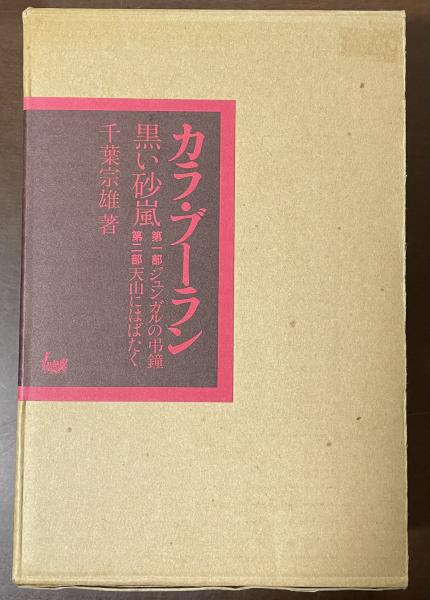 カラ・ブーラン
黒い砂嵐
第一部 ジュンガルの弔鐘
第二部 天山にはばたく
千葉宗雄著